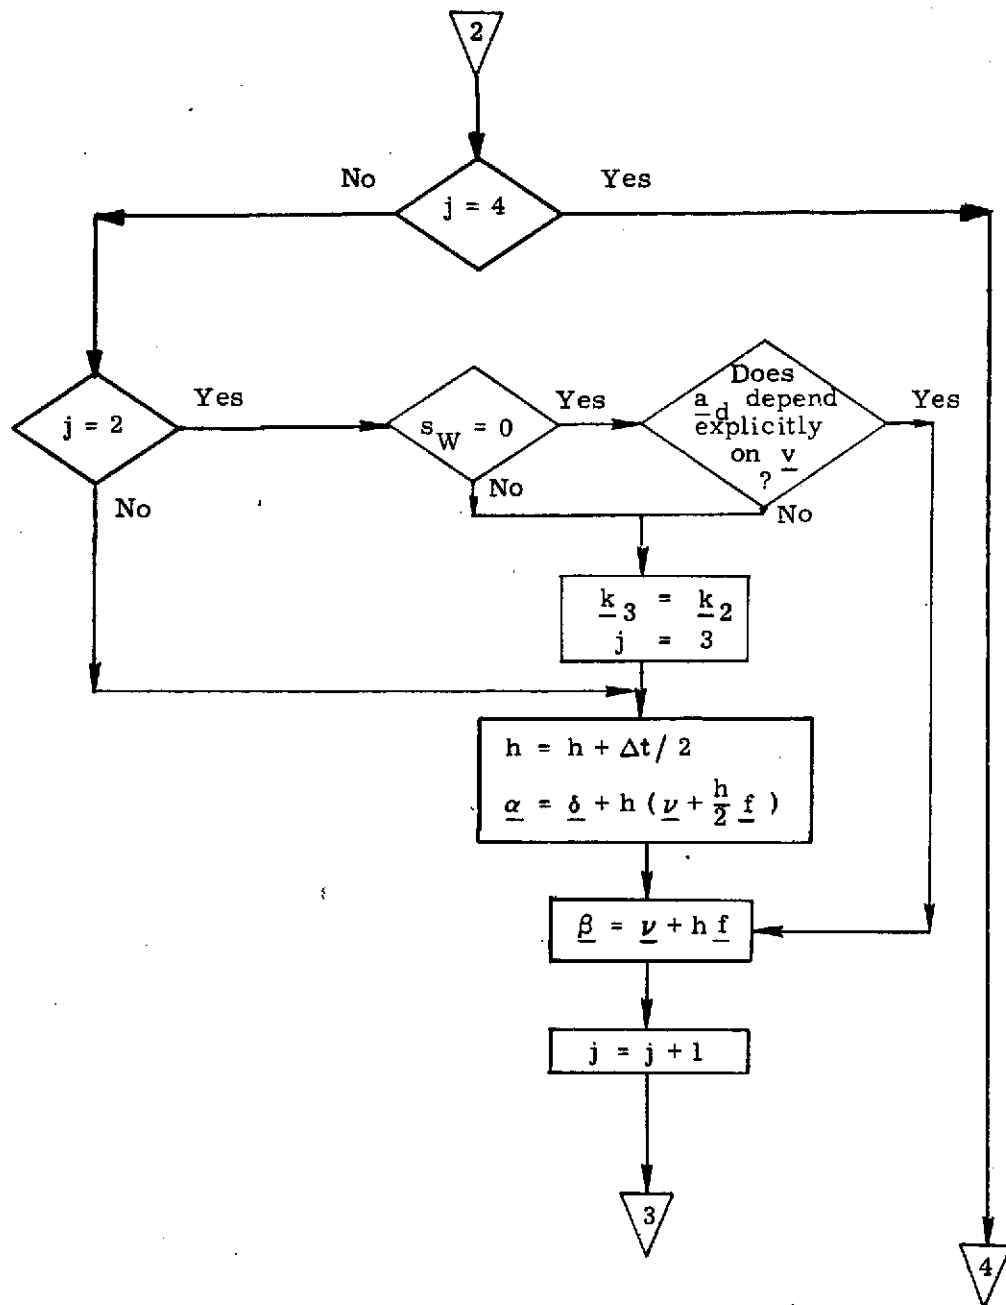 2
No
Yes
j = 4
j = 2
Yes
s_W = 0
Yes
Does
a_d depend
explicitly
on v
?
Yes
No
No
No
k_3 = k_2
j = 3
h = h + Δt / 2
α = δ + h ( ν + h/2 f )
β = ν + h f
j = j + 1
3
4